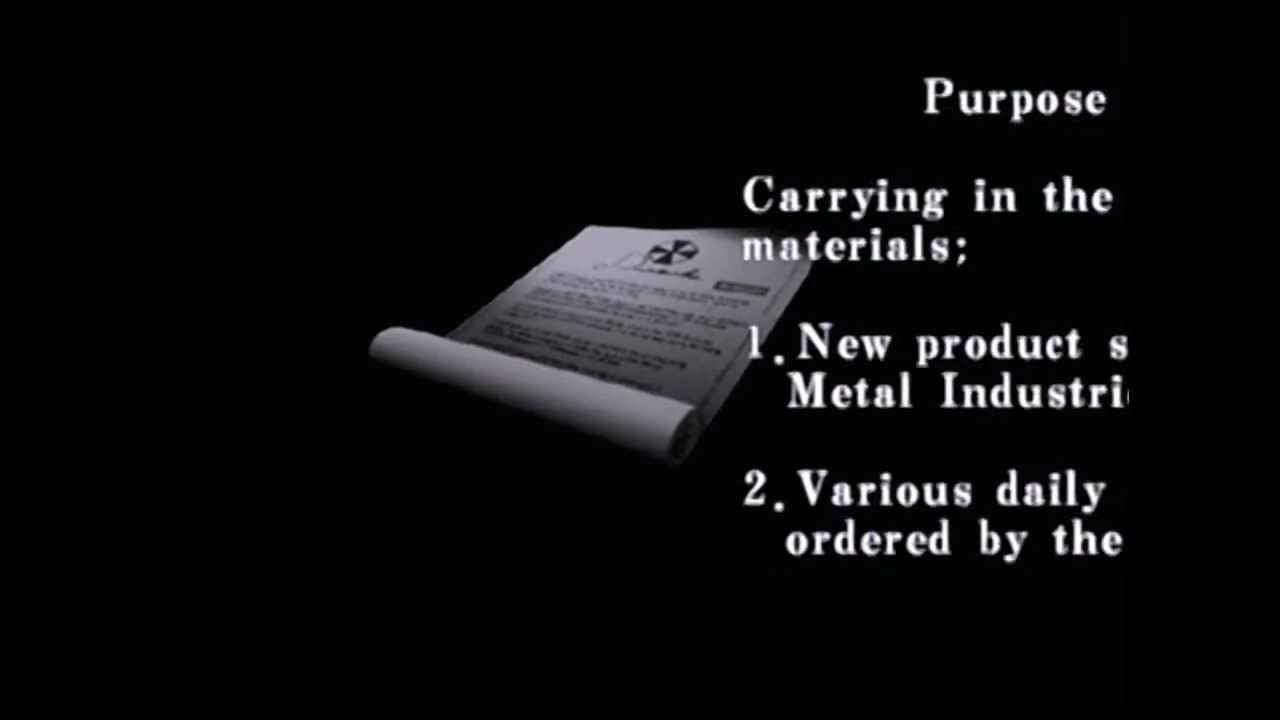 Purpose
Carrying in the
materials;
1. New product s
Metal Industri
2. Various daily
ordered by the